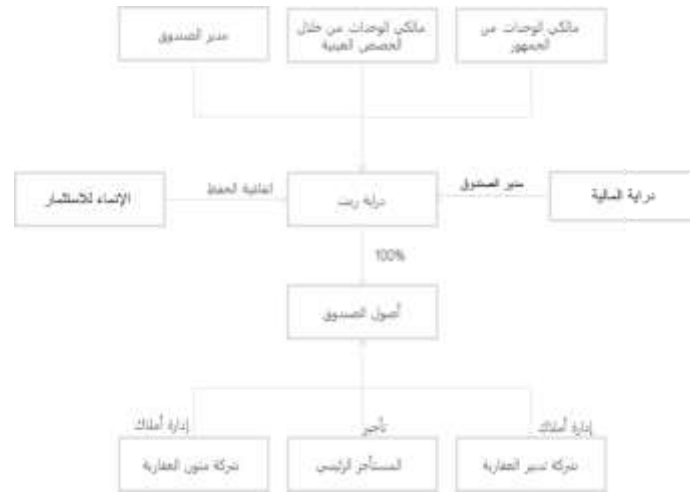 مدير الصندوق
مالكي الوحدات من خلال
الحصص العينية
مالكي الوحدات من
الجمهور
الإنماء للاستثمار
اتفاقية الحفظ
دراية ريت
مدير الصندوق
دراية المالية
100%
أصول الصندوق
إدارة أملاك
تأجير
إدارة أملاك
شركة متون العقارية
المستأجر الرئيسي
شركة تدبير العقارية